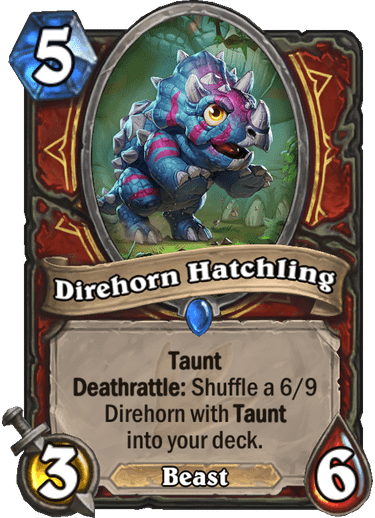 5
Direhorn Hatchling
Taunt
Deathrattle: Shuffle a 6/9
Direhorn with Taunt
into your deck.
3
Beast
6